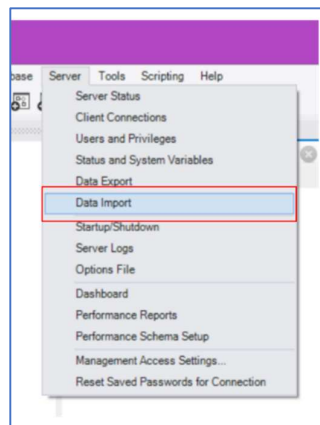 Server Tools Scripting Help
Server Status
Client Connections
Users and Privileges
Status and System Variables
Data Export
Data Import
Startup/Shutdown
Server Logs
Options File
Dashboard
Performance Reports
Performance Schema Setup
Management Access Settings...
Reset Saved Passwords for Connection